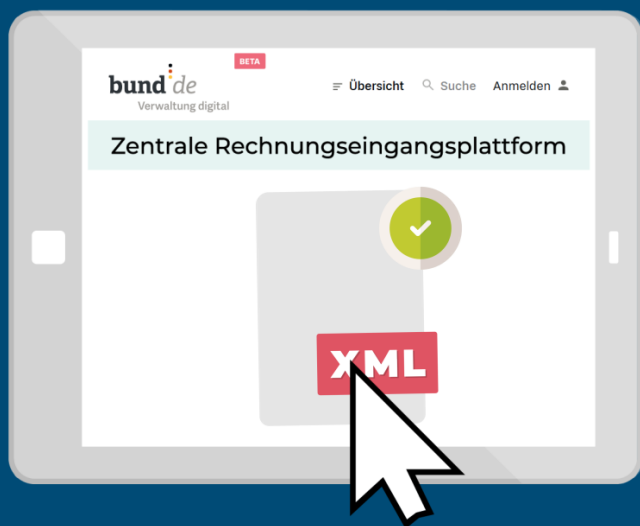 BETA
bund.de
Verwaltung digital
Übersicht
Suche
Anmelden
Zentrale Rechnungseingangsplattform
XML